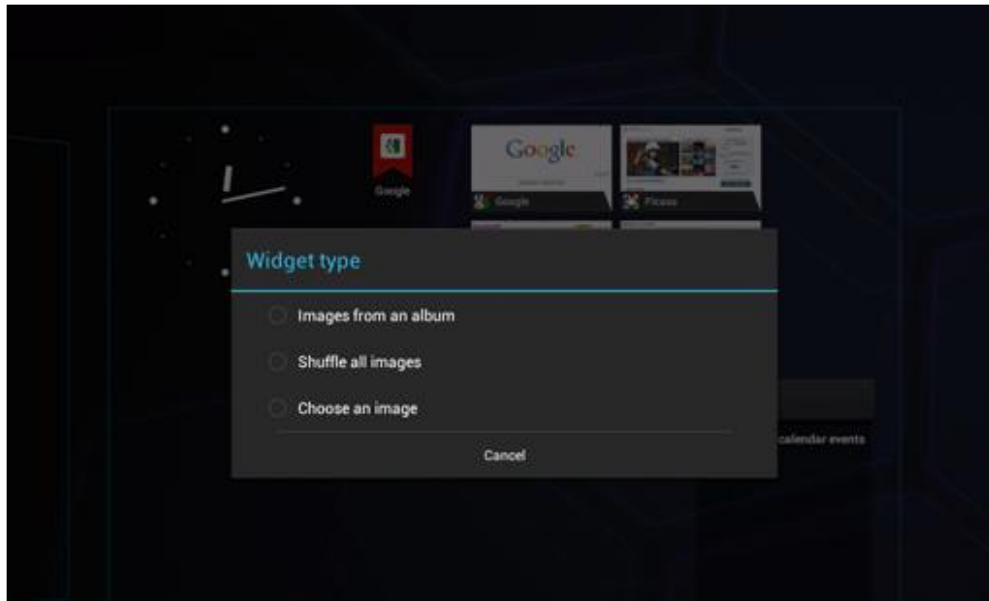 Google
Google
Google
Picasa
Widget type
Images from an album
Shuffle all images
Choose an image
calendar events
Cancel